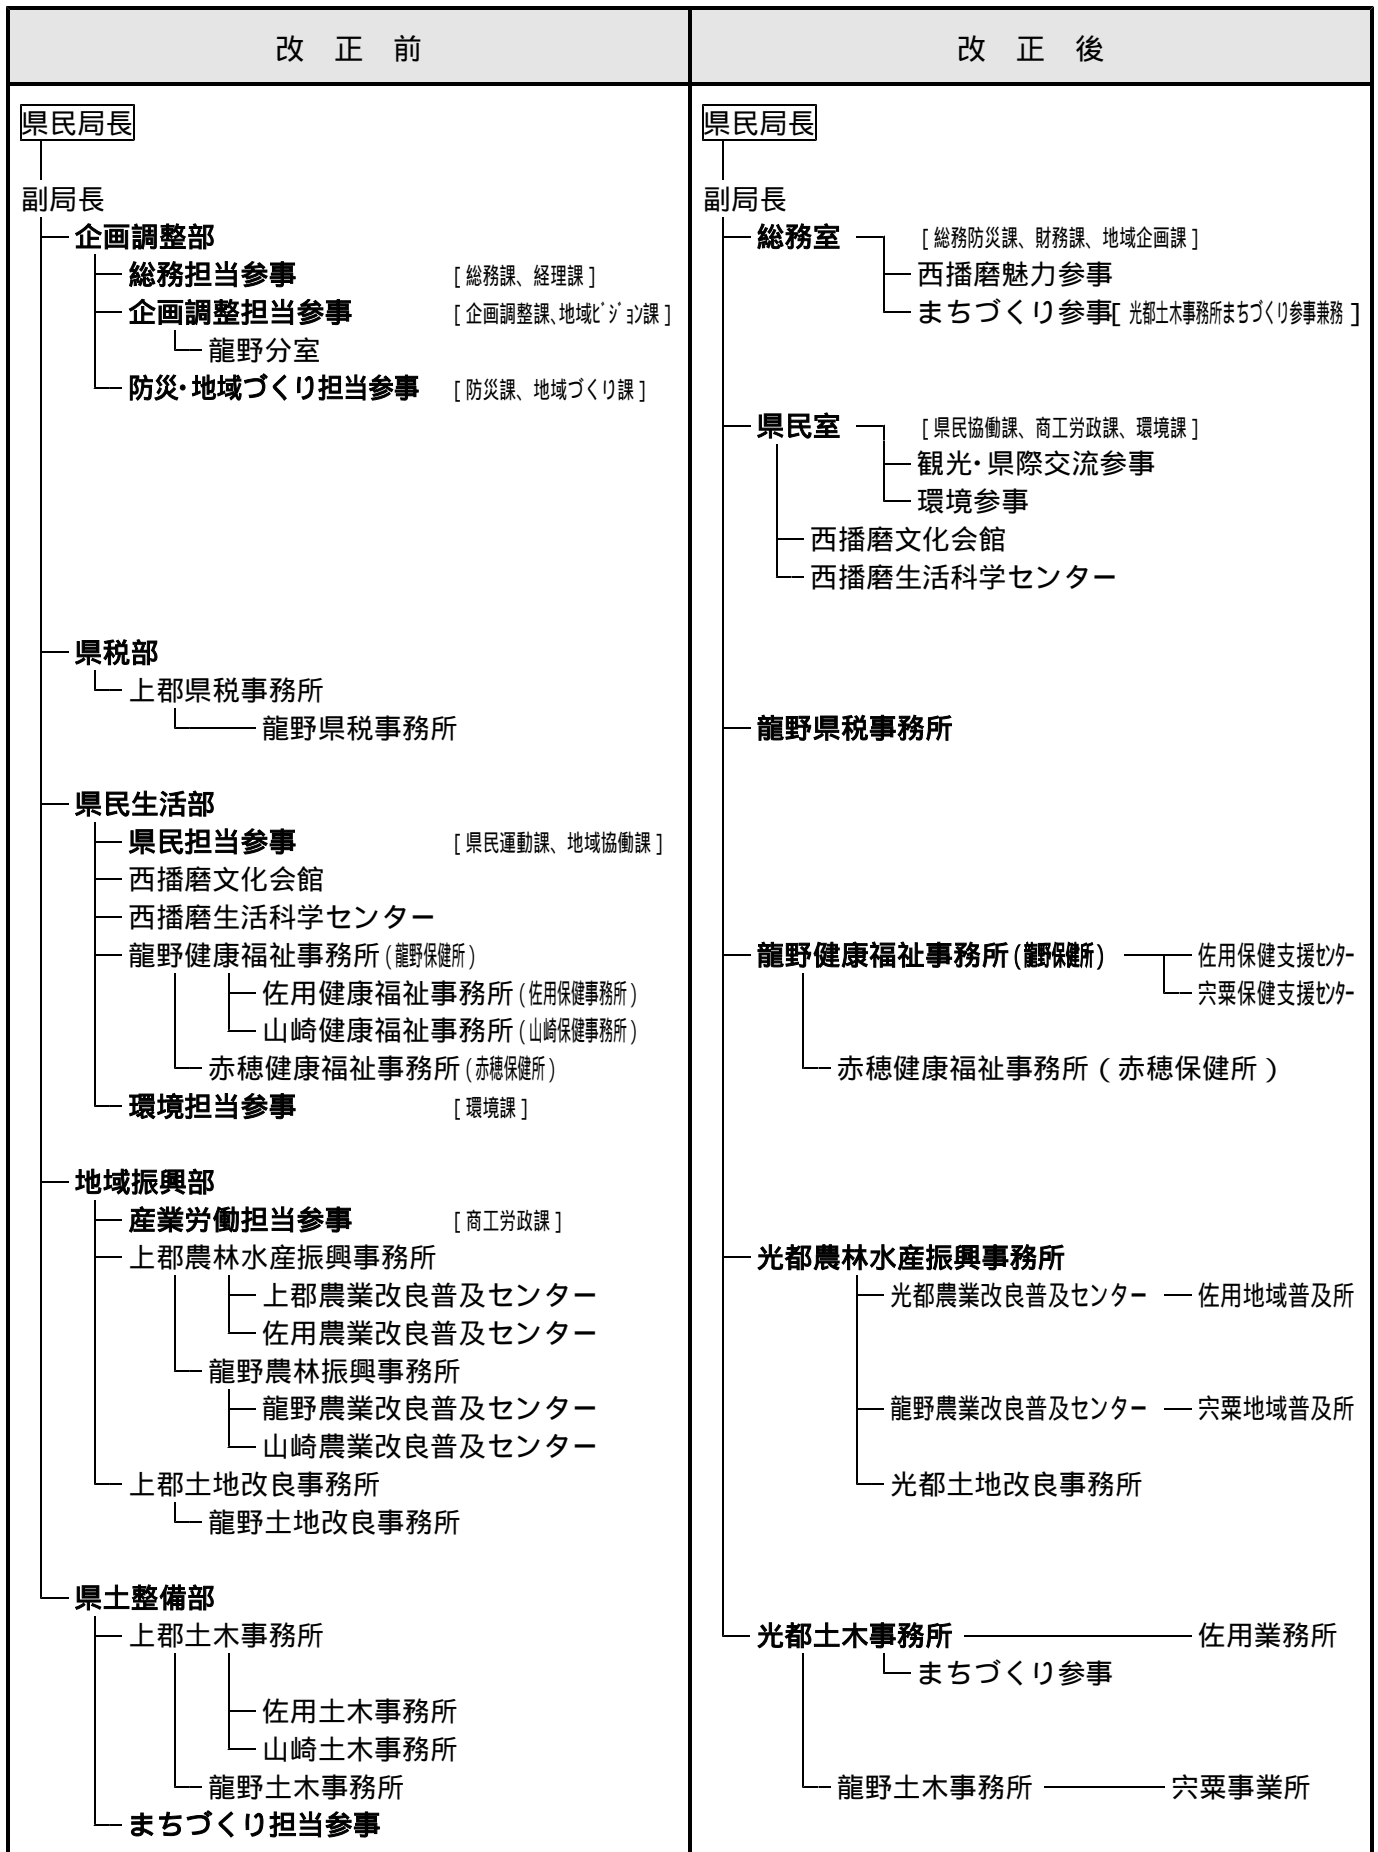 改 正 前
県民局長
副局長
企画調整部
総務担当参事 [総務課、経理課]
企画調整担当参事 [企画調整課、地域ビジョン課]
龍野分室
防災・地域づくり担当参事 [防災課、地域づくり課]
県税部
上郡県税事務所
龍野県税事務所
県民生活部
県民担当参事 [県民運動課、地域協働課]
西播磨文化会館
西播磨生活科学センター
龍野健康福祉事務所(龍野保健所)
佐用健康福祉事務所(佐用保健事務所)
山崎健康福祉事務所(山崎保健事務所)
赤穂健康福祉事務所(赤穂保健所)
環境担当参事 [環境課]
地域振興部
産業労働担当参事 [商工労政課]
上郡農林水産振興事務所
上郡農業改良普及センター
佐用農業改良普及センター
龍野農林振興事務所
龍野農業改良普及センター
山崎農業改良普及センター
上郡土地改良事務所
龍野土地改良事務所
県土整備部
上郡土木事務所
佐用土木事務所
山崎土木事務所
龍野土木事務所
まちづくり担当参事
改 正 後
県民局長
副局長
総務室 [総務防災課、財務課、地域企画課]
西播磨魅力参事
まちづくり参事[光都土木事務所まちづくり参事兼務]
県民室 [県民協働課、商工労政課、環境課]
観光・県際交流参事
環境参事
西播磨文化会館
西播磨生活科学センター
龍野県税事務所
龍野健康福祉事務所(龍野保健所) 佐用保健支援センター
宍粟保健支援センター
赤穂健康福祉事務所(赤穂保健所)
光都農林水産振興事務所
光都農業改良普及センター 佐用地域普及所
龍野農業改良普及センター 宍粟地域普及所
光都土地改良事務所
光都土木事務所 佐用業務所
まちづくり参事
龍野土木事務所 宍粟事業所